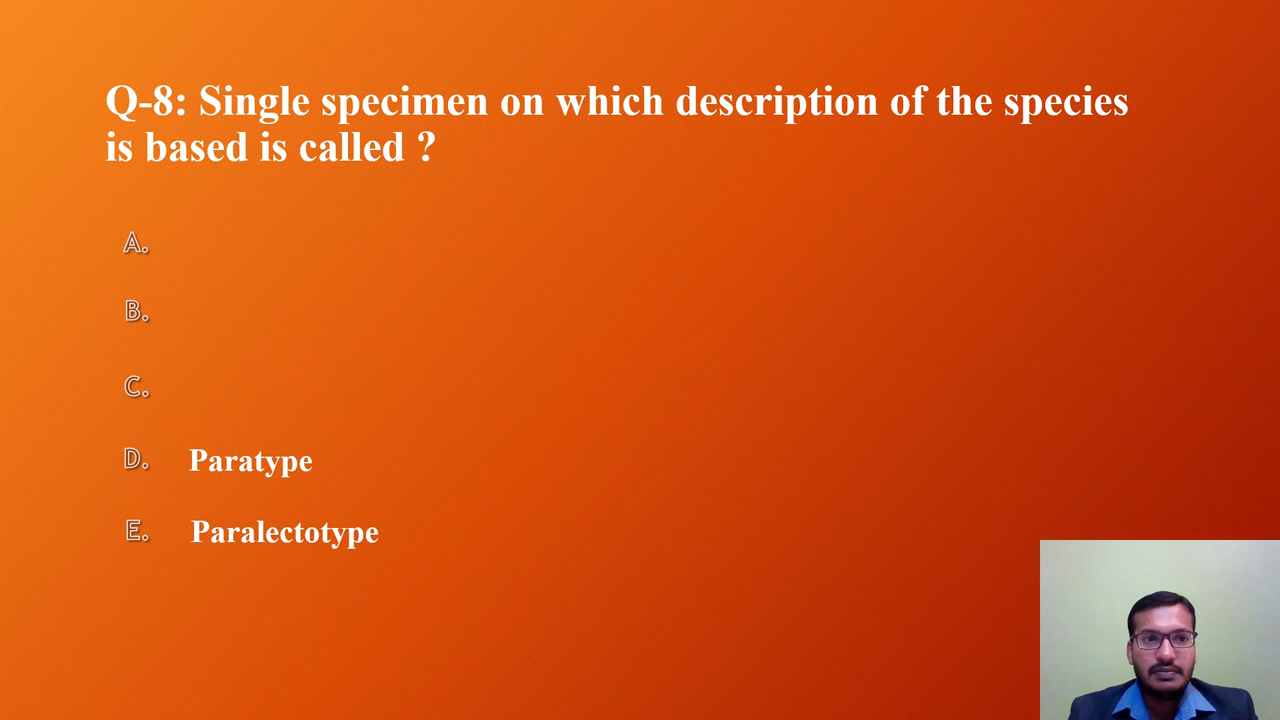 Q-8: Single specimen on which description of the species
is based is called ?
A.
B.
C.
D. Paratype
E. Paralectotype